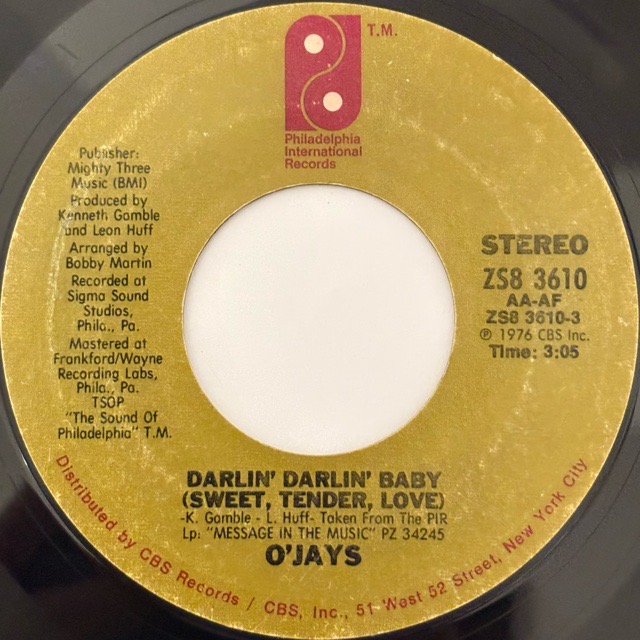 T.M.
Philadelphia
International
Records
Publisher:
Mighty Three
Music (BMI)
Produced by
Kenneth Gamble
and Leon Huff
Arranged by
Bobby Martin
Recorded at
Sigma Sound
Studios,
Phila., Pa.
Mastered at
Frankford/Wayne
Recording Labs,
Phila., Pa.
TSOP
"The Sound Of
Philadelphia" T.M.
STEREO
ZS8 3610
AA-AF
ZS8 3610-3
℗ 1976 CBS Inc.
Time: 3:05
DARLIN' DARLIN' BABY
(SWEET, TENDER, LOVE)
-K. Gamble - L. Huff- Taken From The PIR
Lp: "MESSAGE IN THE MUSIC" PZ 34245
O'JAYS
Distributed by CBS Records / CBS, Inc., 51 West 52 Street, New York City